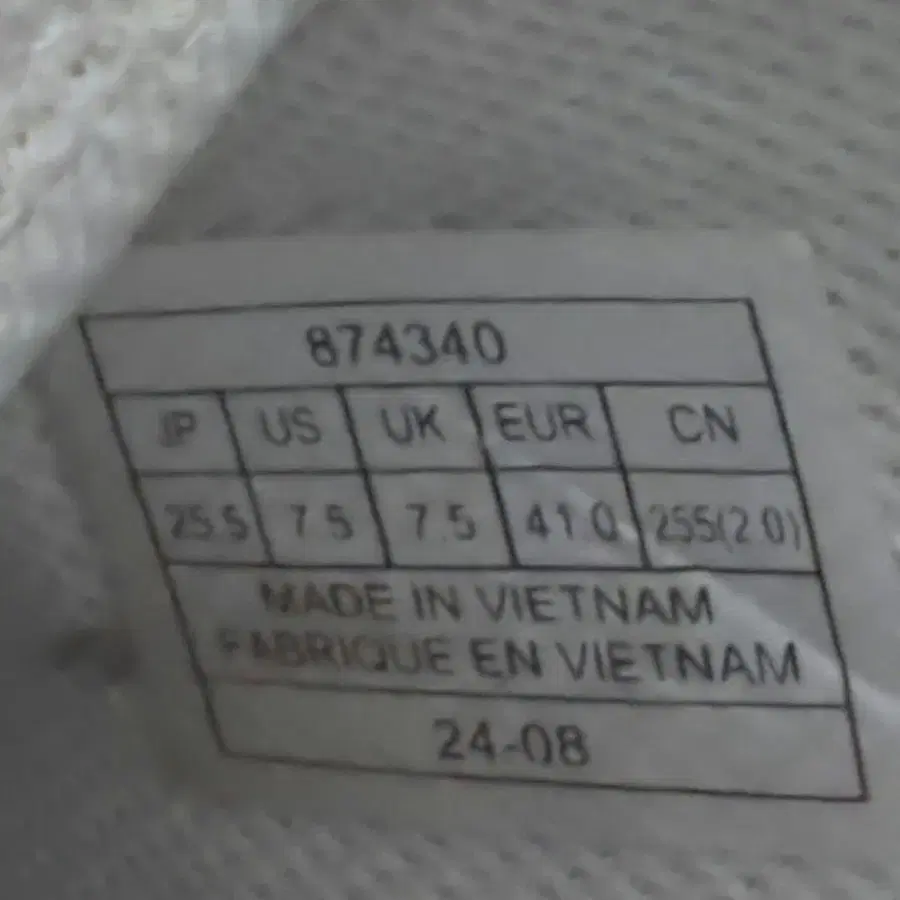 874340
JP US UK EUR CN
25.5 7.5 7.5 41.0 255(2.0)
MADE IN VIETNAM
FABRIQUE EN VIETNAM
24-08